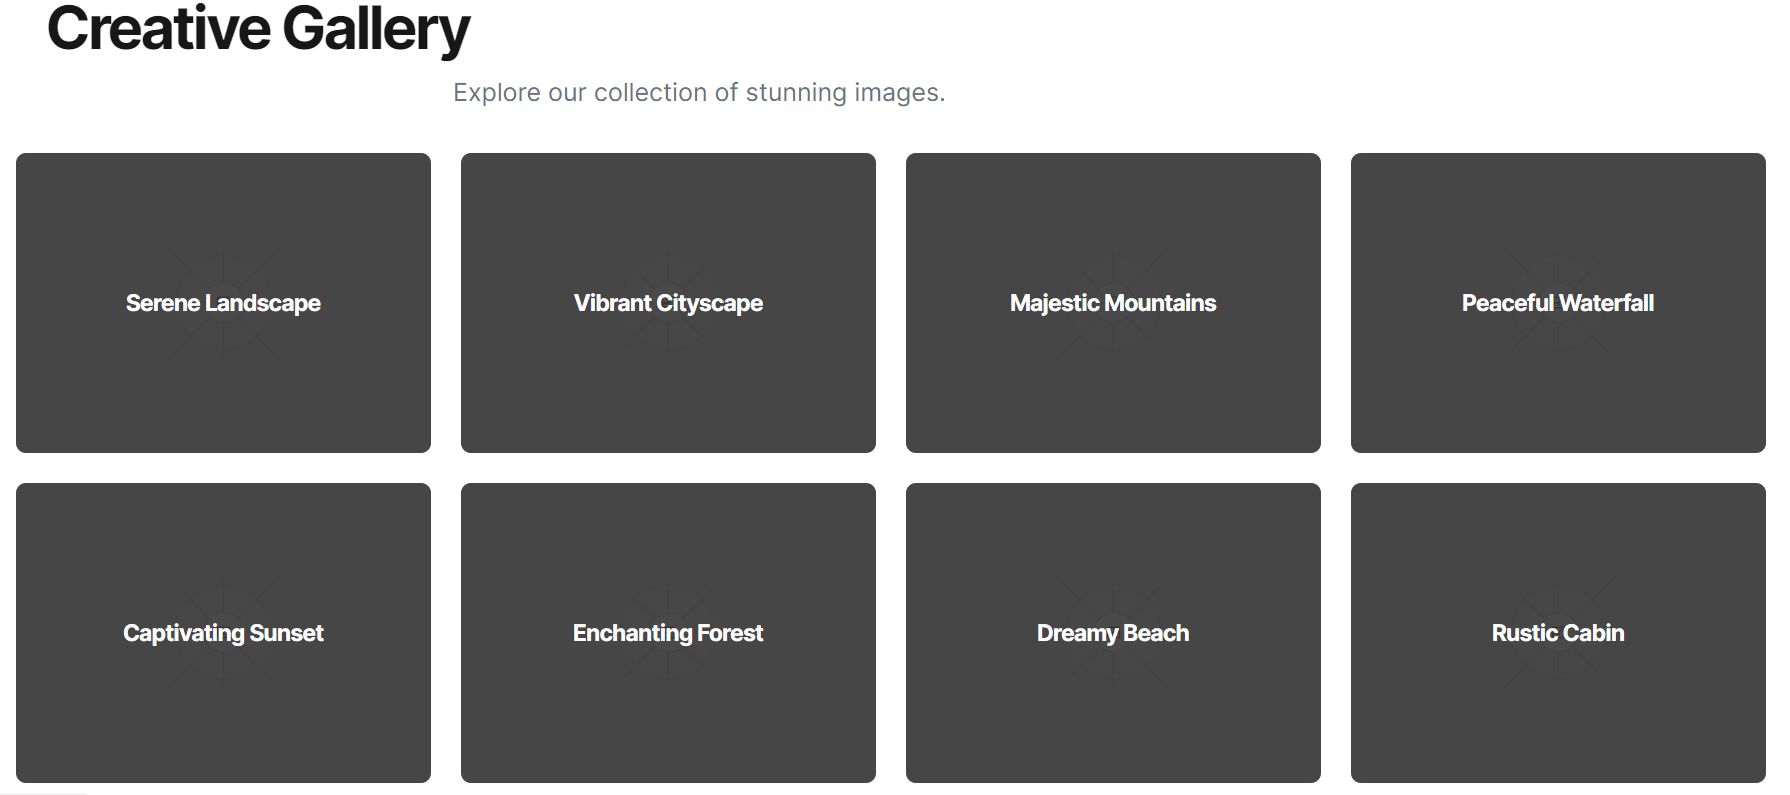 Creative Gallery
Explore our collection of stunning images.
Serene Landscape
Vibrant Cityscape
Majestic Mountains
Peaceful Waterfall
Captivating Sunset
Enchanting Forest
Dreamy Beach
Rustic Cabin